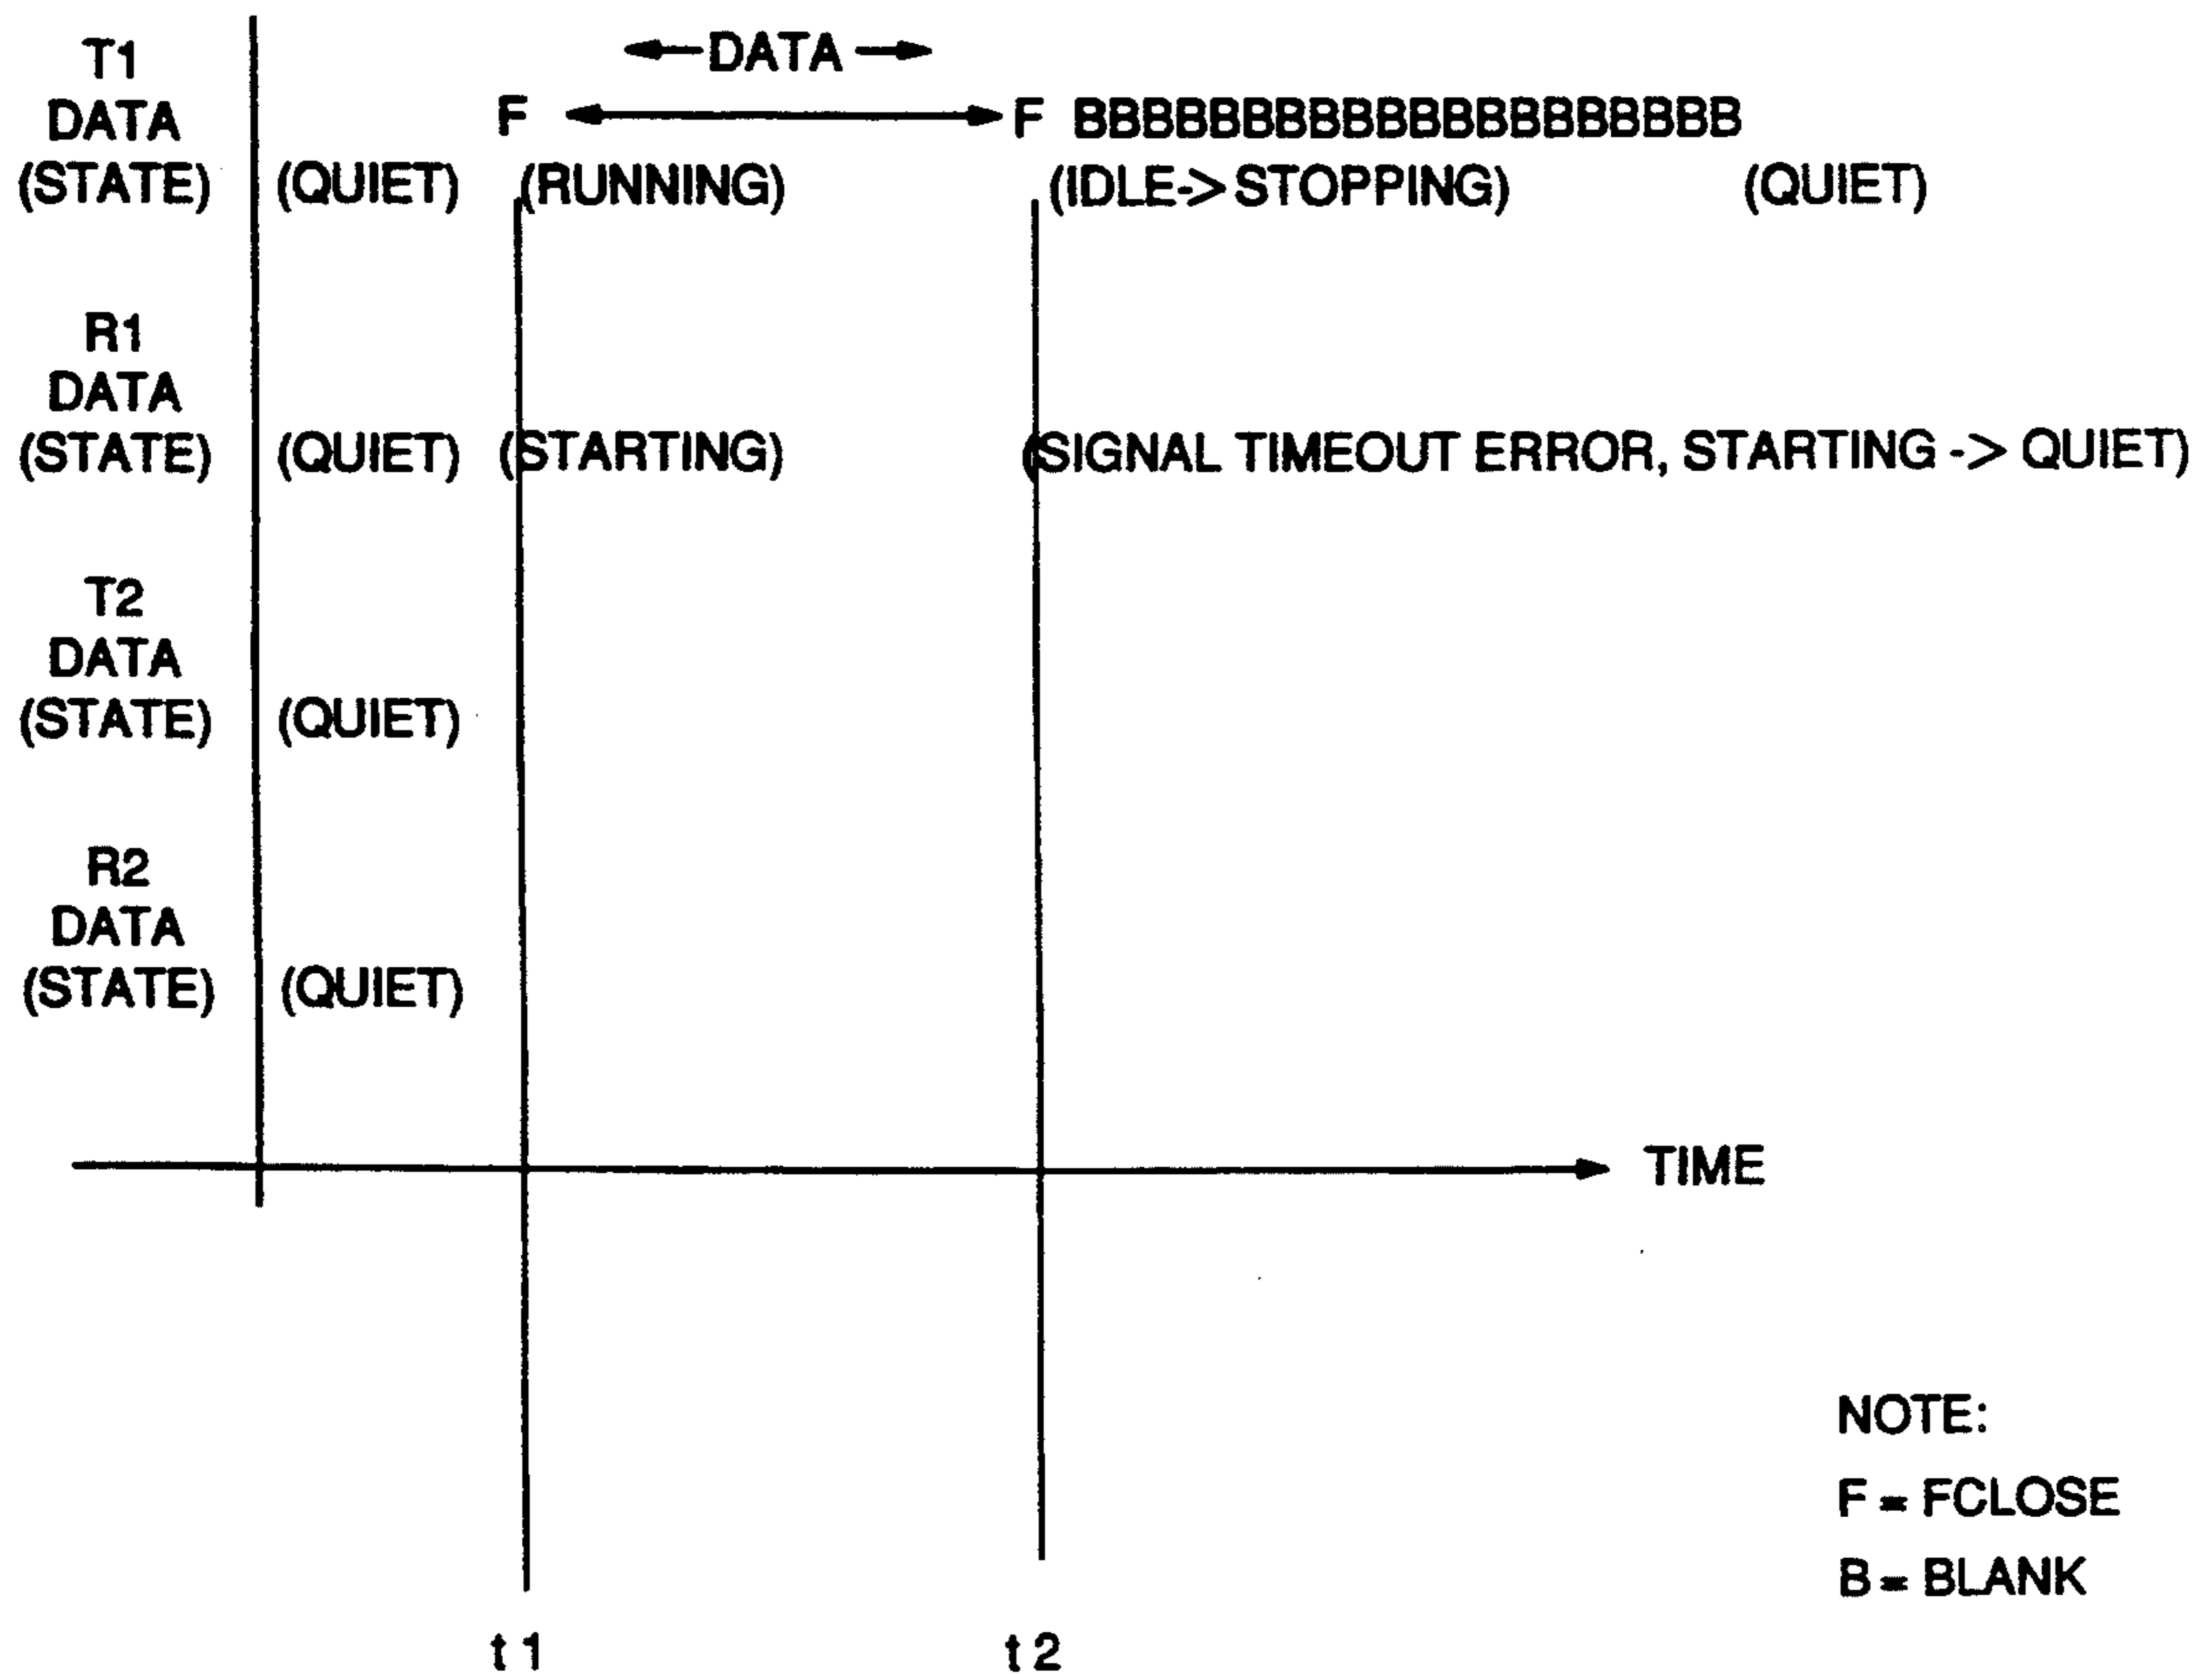 T1
DATA
(STATE)
(QUIET)
DATA
F
F BBBBBBBBBBBBBBBBBBBB
(RUNNING)
(IDLE->STOPPING)
(QUIET)
R1
DATA
(STATE)
(QUIET)
(STARTING)
(SIGNAL TIMEOUT ERROR, STARTING -> QUIET)
T2
DATA
(STATE)
(QUIET)
R2
DATA
(STATE)
(QUIET)
TIME
NOTE:
F = FCLOSE
B = BLANK
t1
t2